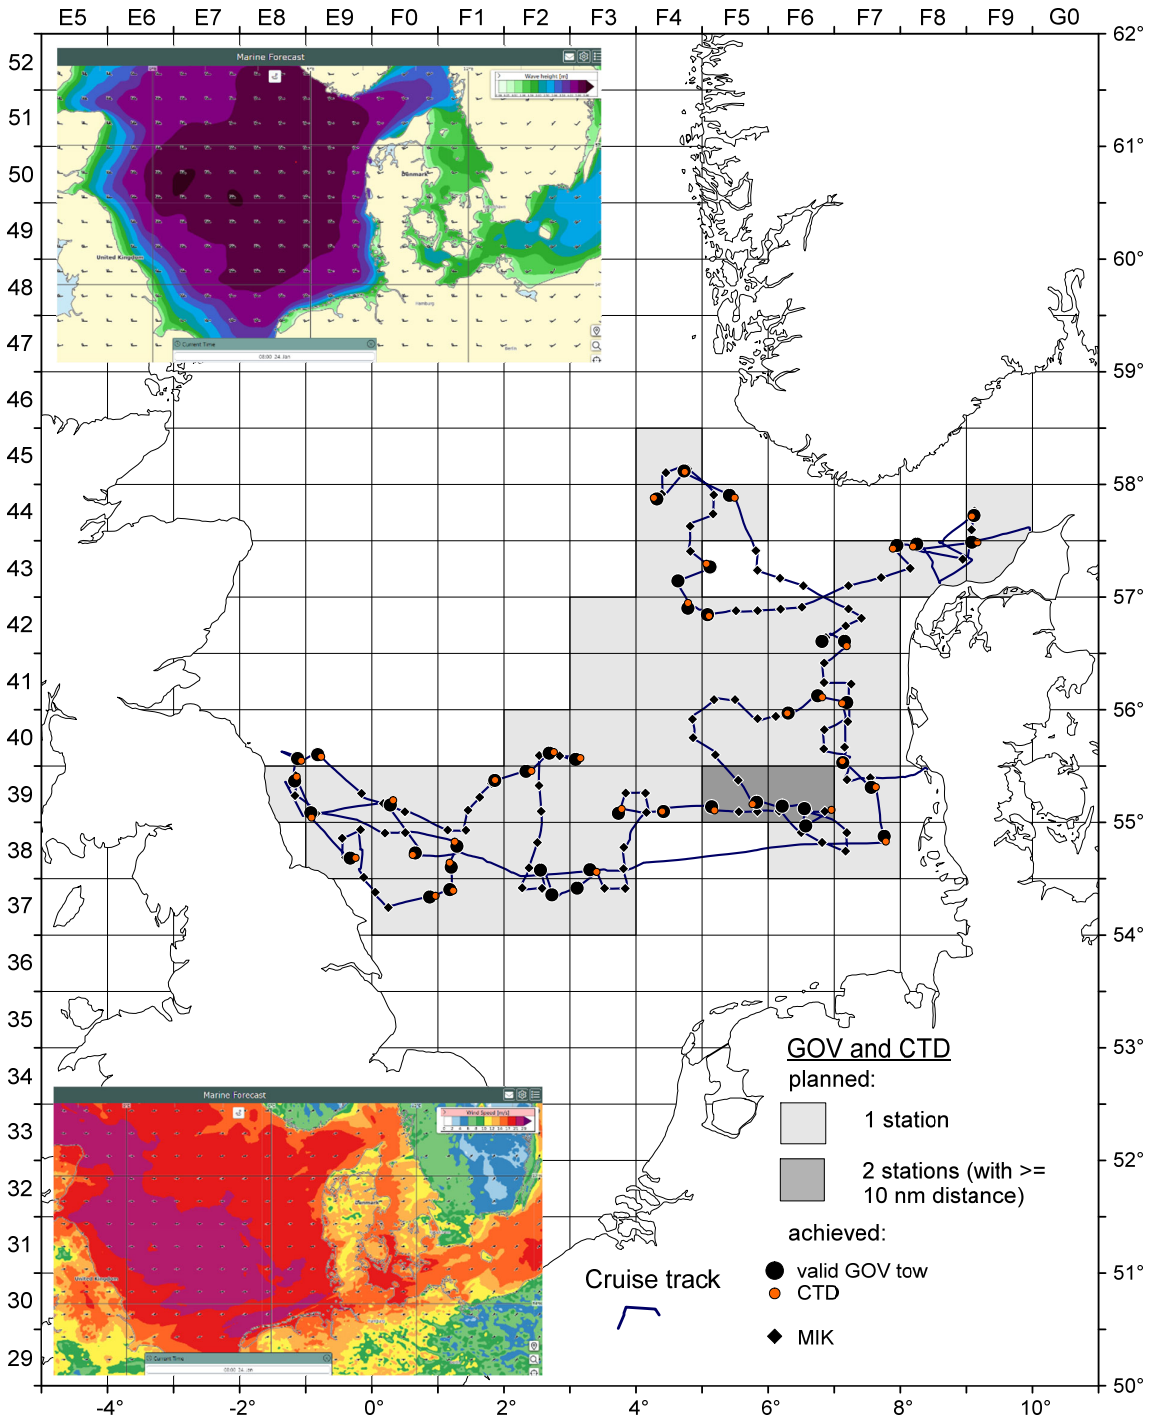 E5 E6 E7 E8 E9 F0 F1 F2 F3 F4 F5 F6 F7 F8 F9 G0
52
51
50
49
48
47
46
45
44
43
42
41
40
39
38
37
36
35
34
33
32
31
30
29
62°
61°
60°
59°
58°
57°
56°
55°
54°
53°
52°
51°
50°
-4° -2° 0° 2° 4° 6° 8° 10°
Marine Forecast
Wave height [m]
Denmark
United Kingdom
Hamburg
Berlin
Current Time
Marine Forecast
Wind Speed [m/s]
Denmark
United Kingdom
Current Time
GOV and CTD
planned:
1 station
2 stations (with >=
10 nm distance)
achieved:
valid GOV tow
CTD
MIK
Cruise track